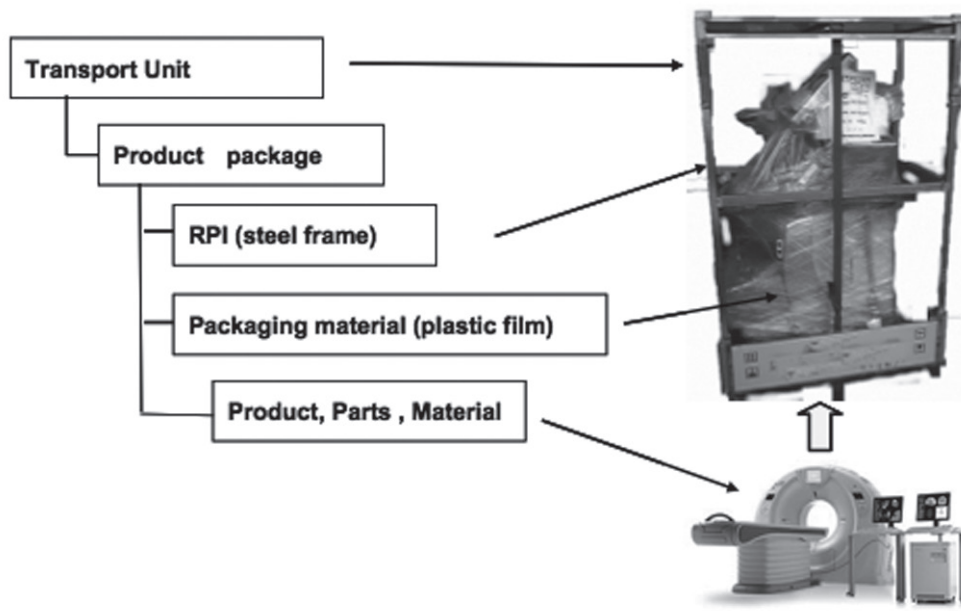 Transport Unit
Product package
RPI (steel frame)
Packaging material (plastic film)
Product, Parts , Material